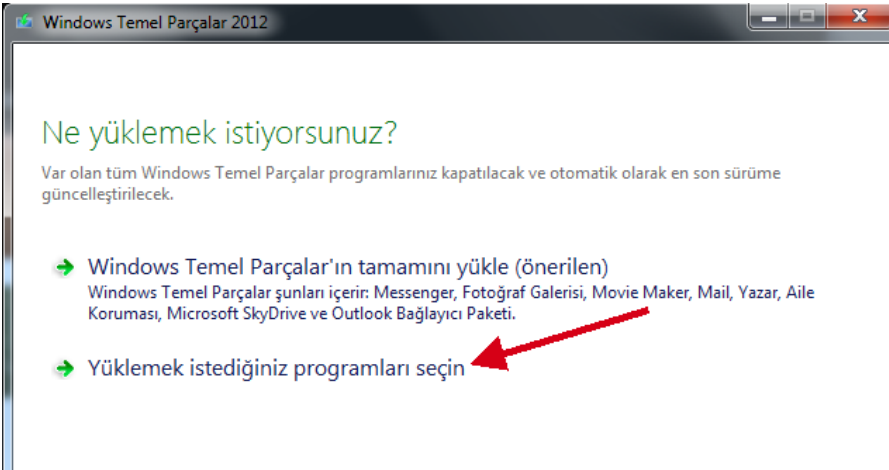 Windows Temel Parçalar 2012
Ne yüklemek istiyorsunuz?
Var olan tüm Windows Temel Parçalar programlarınız kapatılacak ve otomatik olarak en son sürüme
güncelleştirilecek.
Windows Temel Parçalar'ın tamamını yükle (önerilen)
Windows Temel Parçalar şunları içerir: Messenger, Fotoğraf Galerisi, Movie Maker, Mail, Yazar, Aile
Koruması, Microsoft SkyDrive ve Outlook Bağlayıcı Paketi.
Yüklemek istediğiniz programları seçin